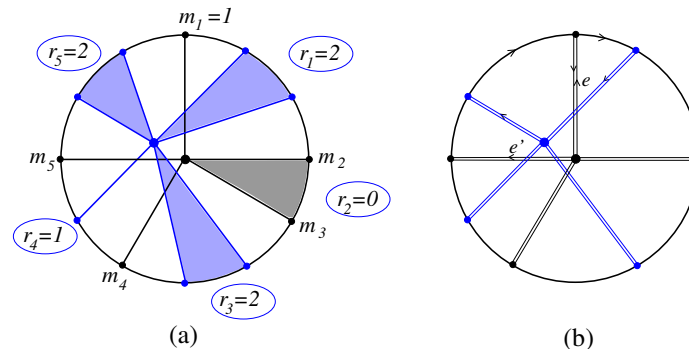 m₁=1
r₅=2
r₁=2
e
m₅
m₂
e'
r₂=0
m₃
r₄=1
m₄
r₃=2
(a)
(b)